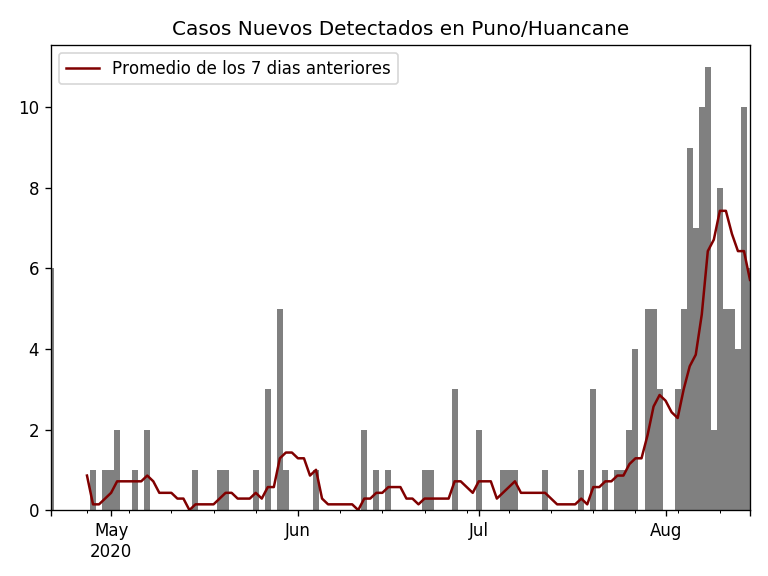 Casos Nuevos Detectados en Puno/Huancane
Promedio de los 7 dias anteriores
10
8
6
4
2
0
May Jun Jul Aug
2020